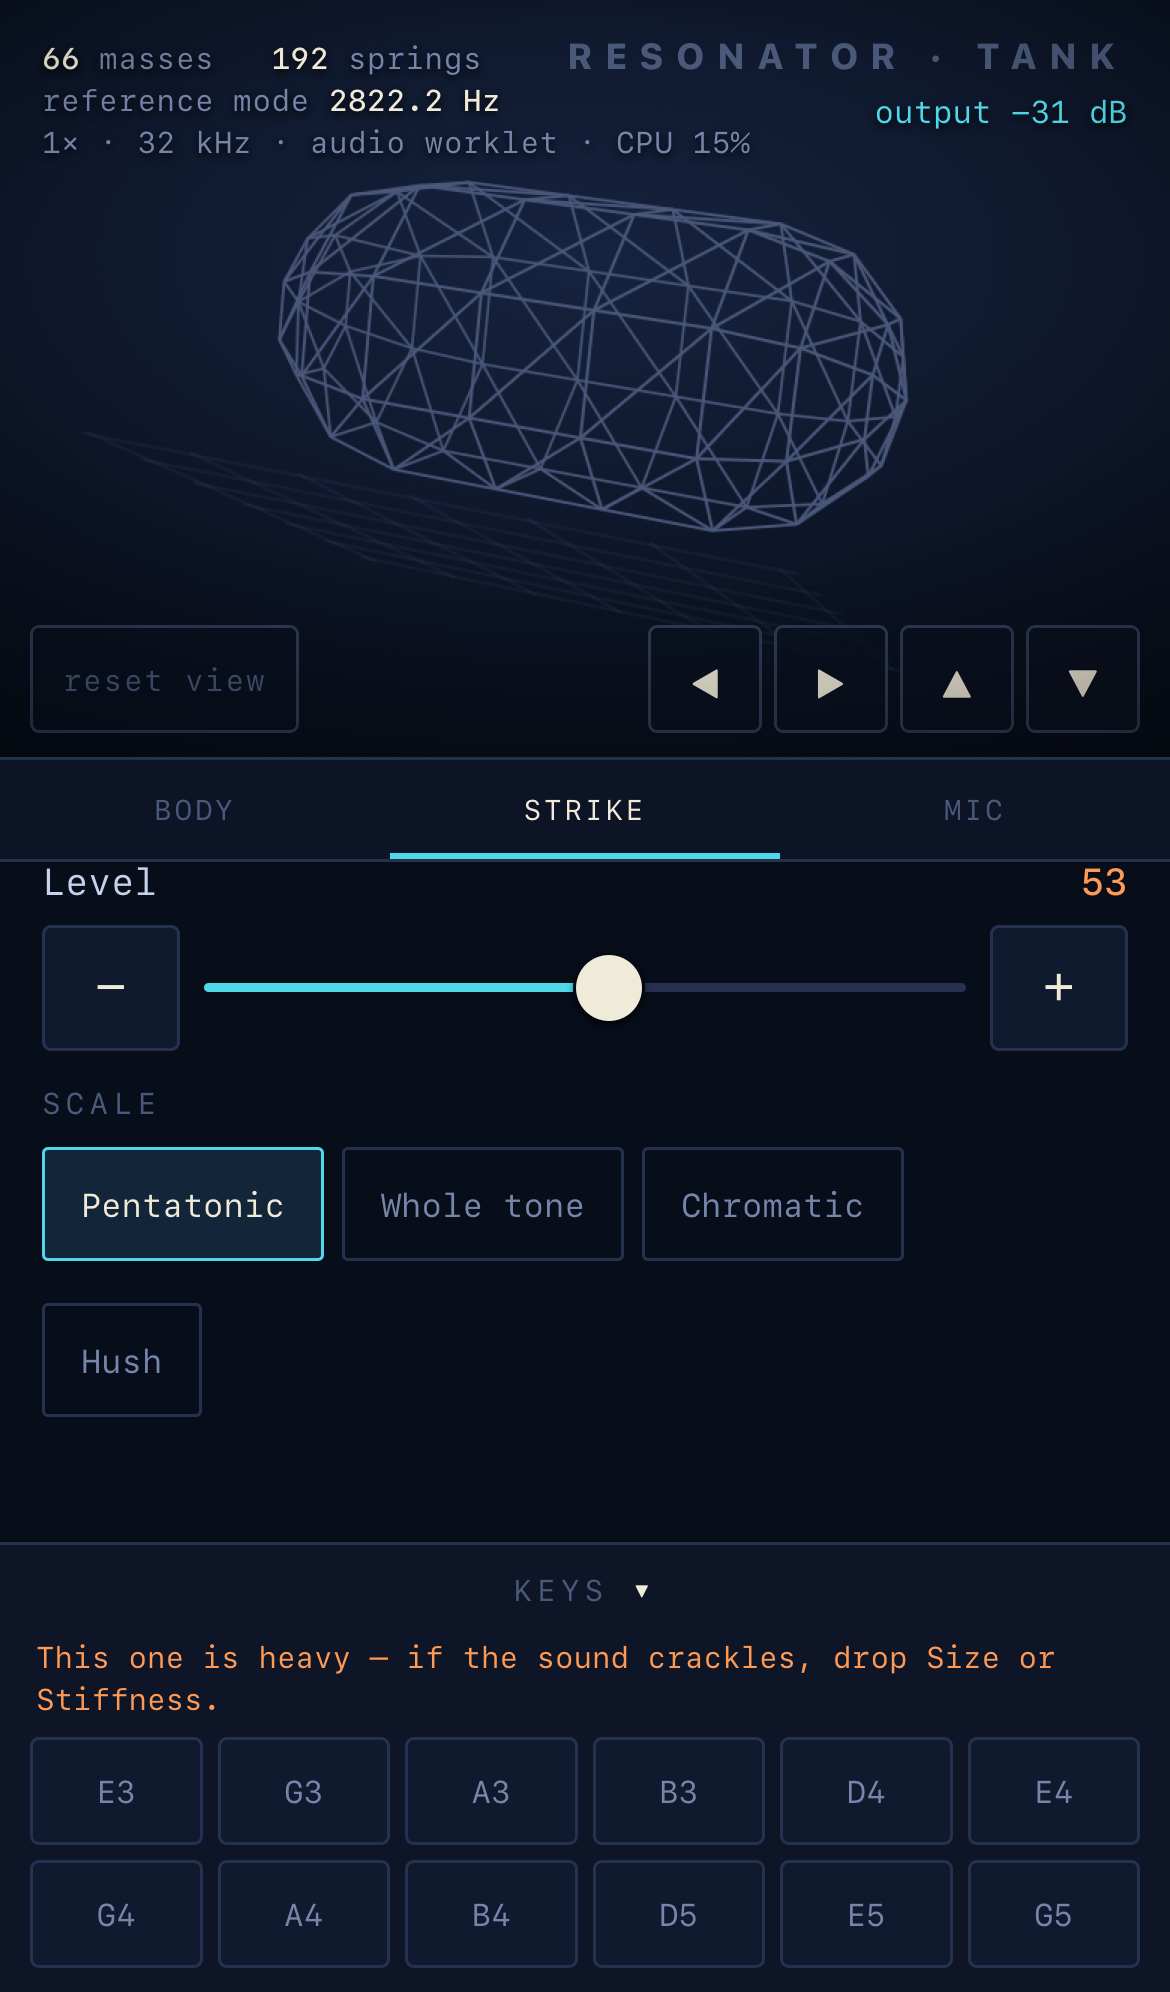 66 masses 192 springs
RESONATOR · TANK
reference mode 2822.2 Hz
output −31 dB
1× · 32 kHz · audio worklet · CPU 15%
reset view
◀ ▶ ▲ ▼
BODY STRIKE MIC
Level 53
− +
SCALE
Pentatonic Whole tone Chromatic
Hush
KEYS ▼
This one is heavy — if the sound crackles, drop Size or
Stiffness.
E3 G3 A3 B3 D4 E4
G4 A4 B4 D5 E5 G5